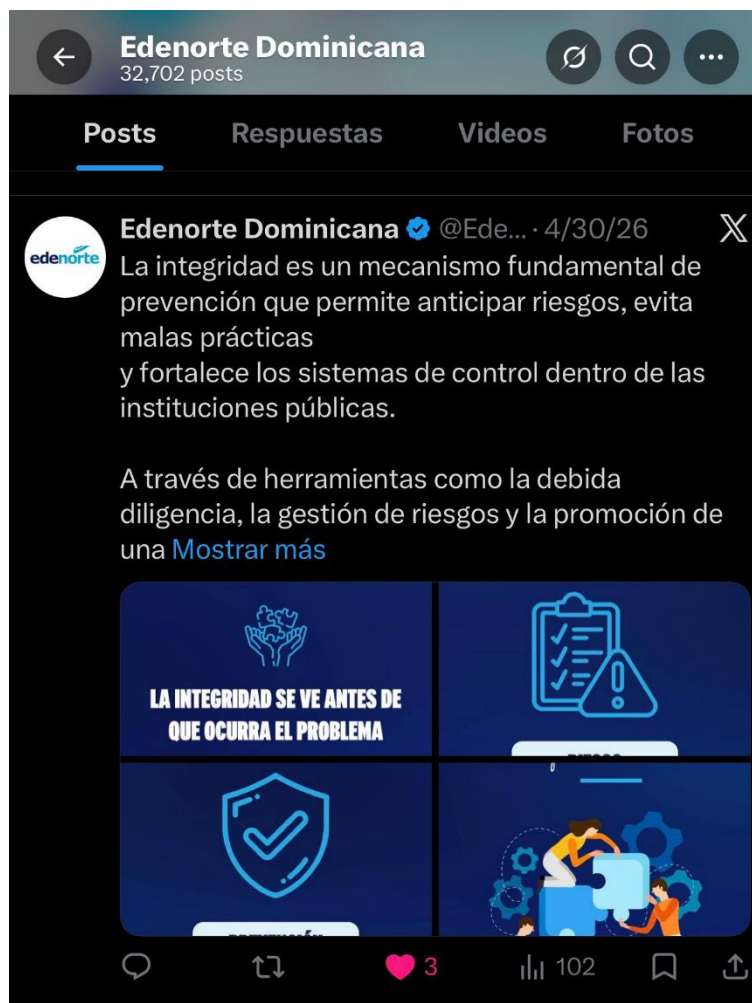 Edenorte Dominicana
32,702 posts
Posts Respuestas Videos Fotos
edenorte
Edenorte Dominicana @Ede... · 4/30/26
La integridad es un mecanismo fundamental de
prevención que permite anticipar riesgos, evita
malas prácticas
y fortalece los sistemas de control dentro de las
instituciones públicas.
A través de herramientas como la debida
diligencia, la gestión de riesgos y la promoción de
una Mostrar más
LA INTEGRIDAD SE VE ANTES DE
QUE OCURRA EL PROBLEMA
3 102